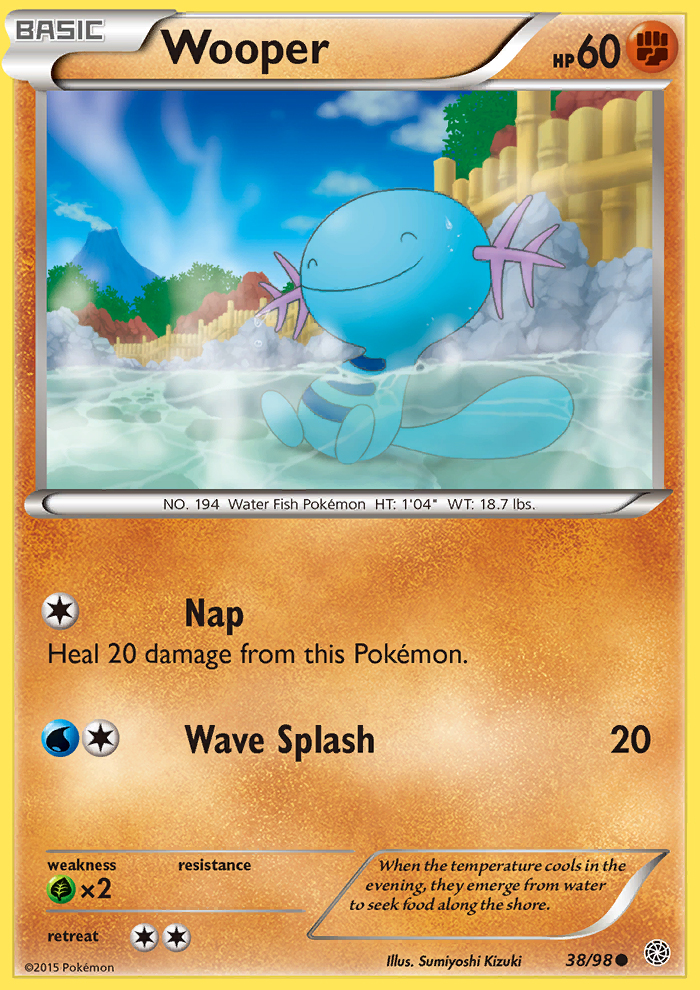 BASIC
Wooper
HP60
NO. 194 Water Fish Pokémon HT: 1'04" WT: 18.7 lbs.
Nap
Heal 20 damage from this Pokémon.
Wave Splash 20
weakness resistance
×2
When the temperature cools in the
evening, they emerge from water
to seek food along the shore.
retreat
©2015 Pokémon
Illus. Sumiyoshi Kizuki
38/98